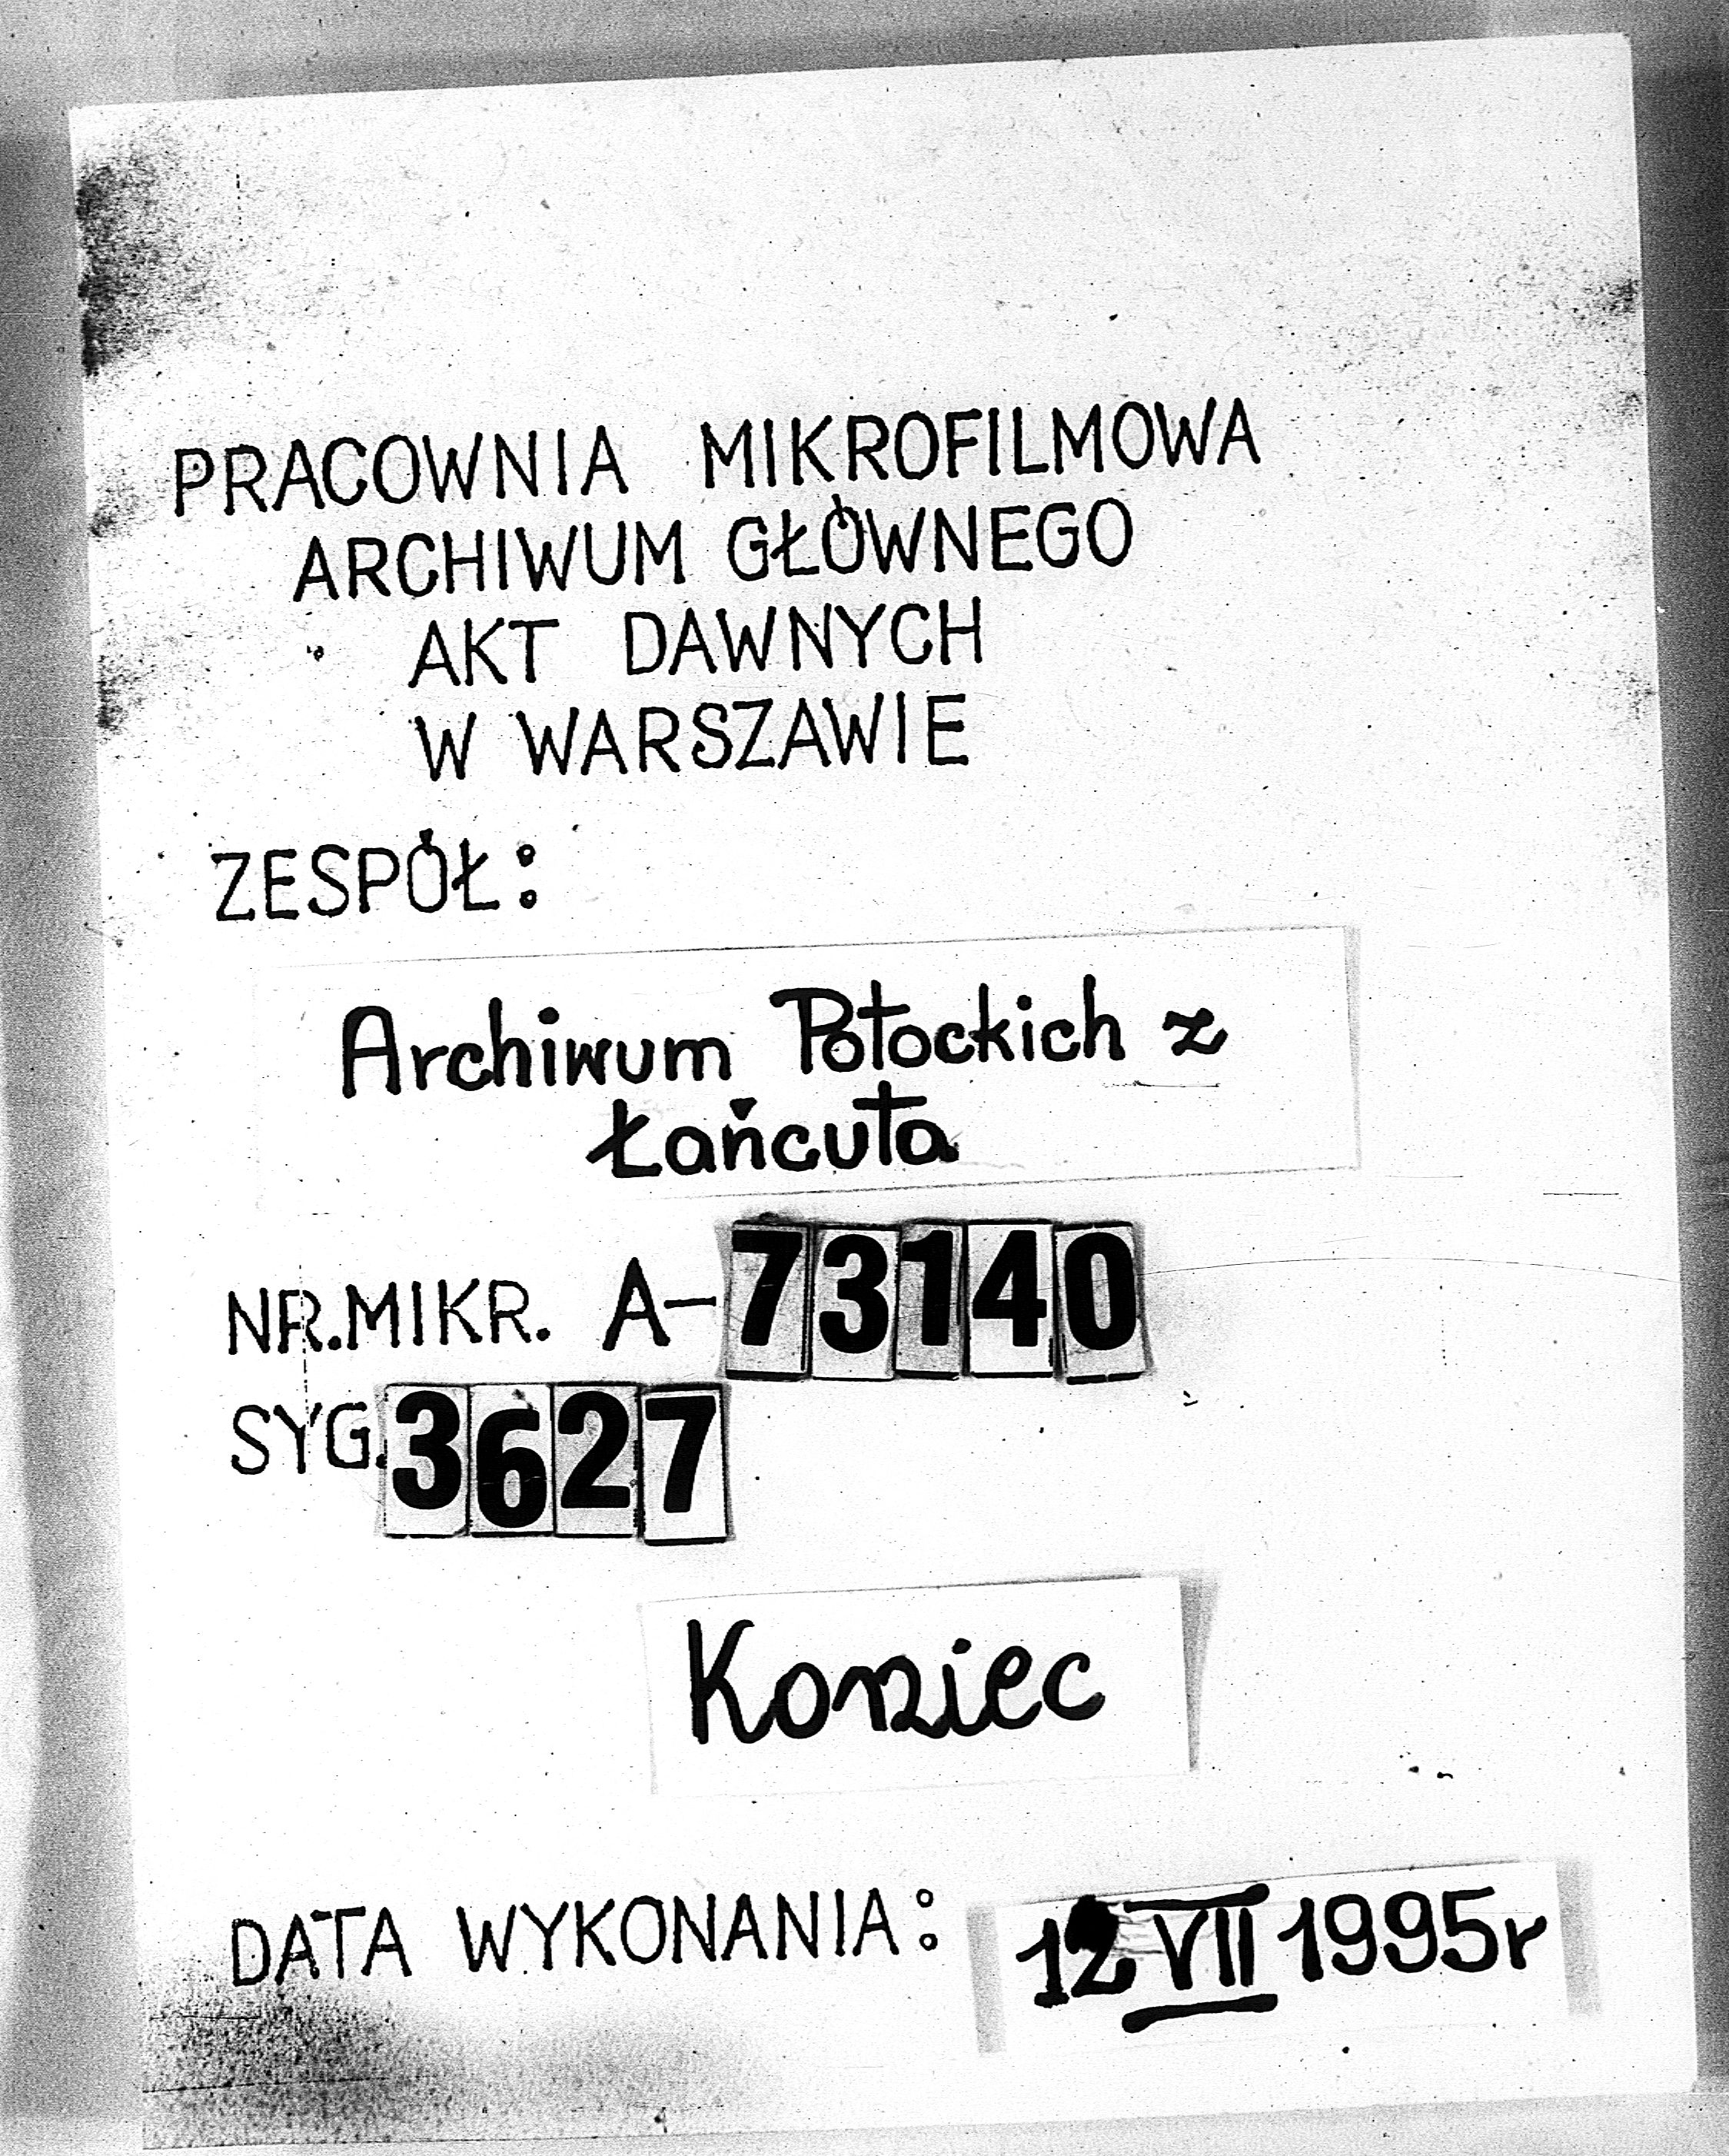 PRACOWNIA MIKROFILMOWA
ARCHIWUM GŁÓWNEGO
AKT DAWNYCH
W WARSZAWIE
ZESPÓŁ:
Archiwum Potockich z
Łańcuta
NR.MIKR. A-73140
SYG.3627
Koniec
DATA WYKONANIA: 12 VII 1995r